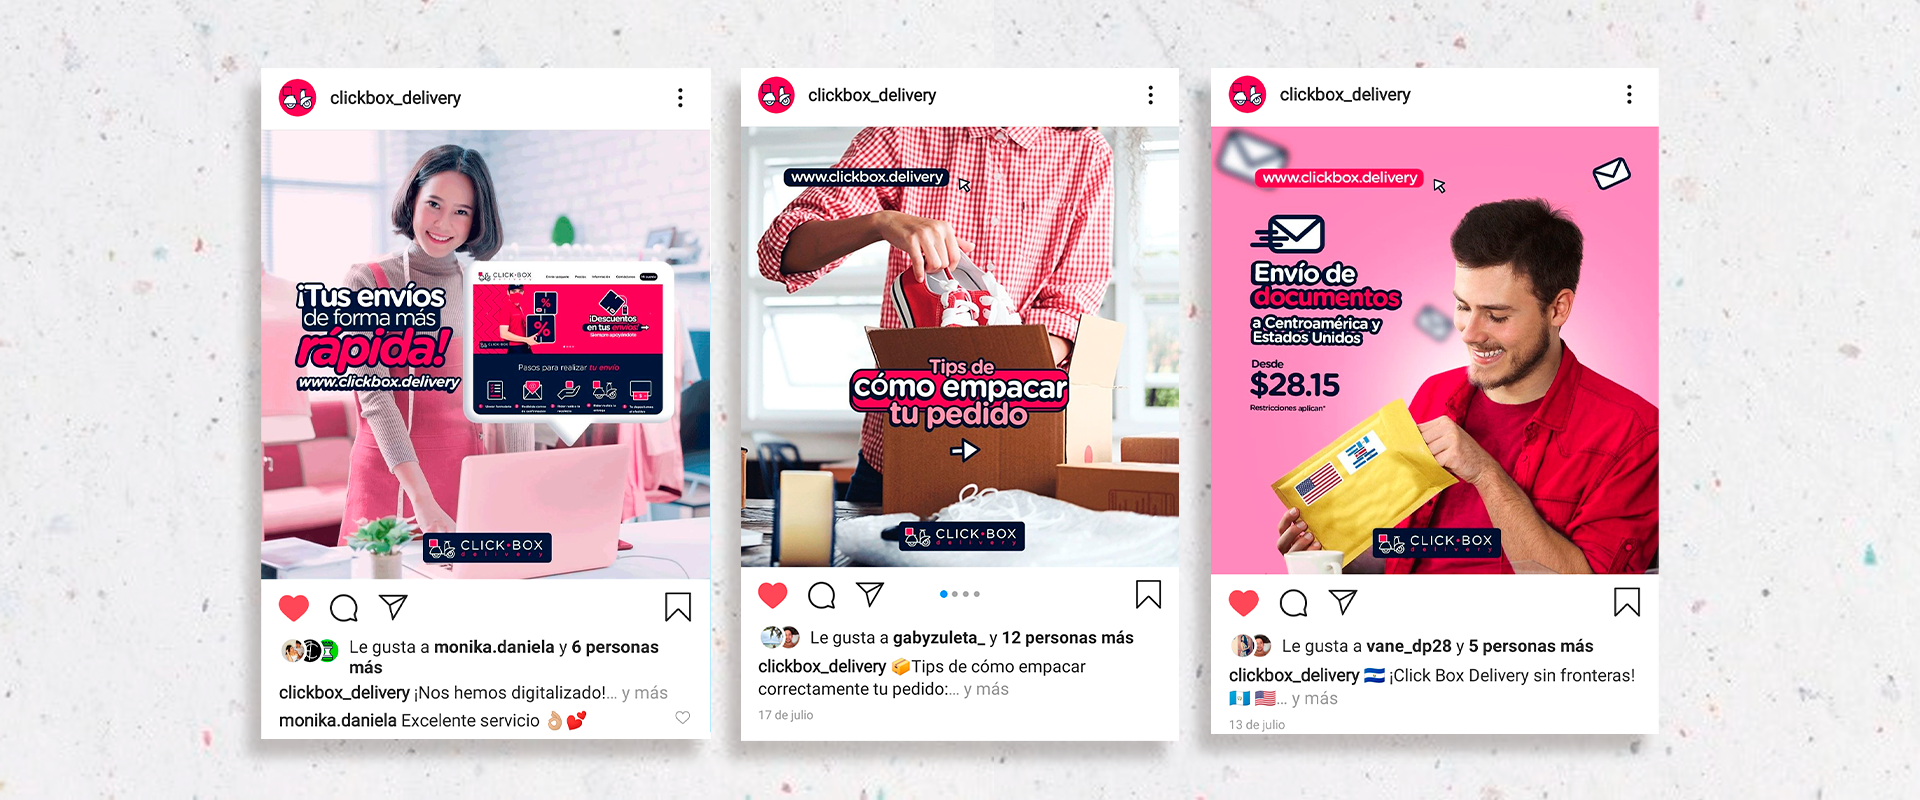 clickbox_delivery
¡Tus envíos
de forma más
rápida!
www.clickbox.delivery
CLICK•BOX
¡Descuentos
en tus envíos!
Siempre apoyándote
CLICK•BOX
Pasos para realizar tu envío
CLICK•BOX
delivery
Le gusta a monika.daniela y 6 personas
más
clickbox_delivery ¡Nos hemos digitalizado!... y más
monika.daniela Excelente servicio 👌🏼💕
clickbox_delivery
www.clickbox.delivery
Tips de
cómo empacar
tu pedido
CLICK•BOX
delivery
Le gusta a gabyzuleta_ y 12 personas más
clickbox_delivery 📦Tips de cómo empacar
correctamente tu pedido:... y más
17 de julio
clickbox_delivery
www.clickbox.delivery
Envío de
documentos
a Centroamérica y
Estados Unidos
Desde
$28.15
Restricciones aplican*
CLICK•BOX
delivery
Le gusta a vane_dp28 y 5 personas más
clickbox_delivery 🇸🇻 ¡Click Box Delivery sin fronteras!
🇬🇹 🇺🇸... y más
13 de julio